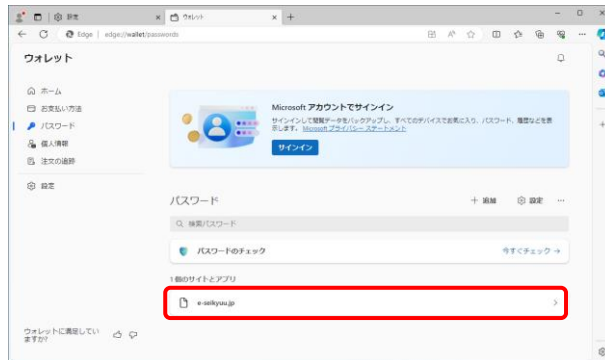 設定
ウォレット
Edge
edge://wallet/passwords
ウォレット
ホーム
お支払い方法
パスワード
個人情報
注文の追跡
設定
Microsoft アカウントでサインイン
サインインして閲覧データをバックアップし、すべてのデバイスでお気に入り、パスワード、履歴などを表
示します。 Microsoft プライバシー ステートメント
サインイン
パスワード
+ 追加
設定
検索パスワード
パスワードのチェック
今すぐチェック →
1 個のサイトとアプリ
e-seikyuu.jp
ウォレットに満足してい
ますか?